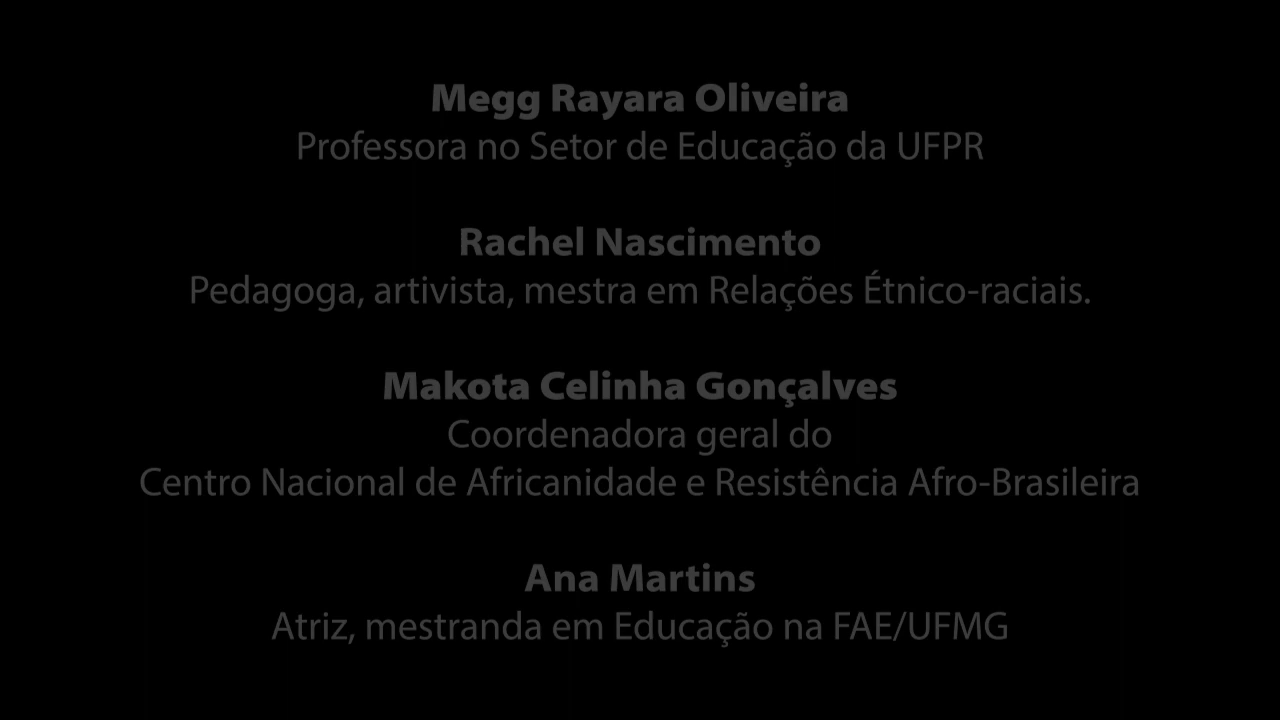 Megg Rayara Oliveira
Professora no Setor de Educação da UFPR
Rachel Nascimento
Pedagoga, artivista, mestra em Relações Étnico-raciais.
Makota Celinha Gonçalves
Coordenadora geral do
Centro Nacional de Africanidade e Resistência Afro-Brasileira
Ana Martins
Atriz, mestranda em Educação na FAE/UFMG